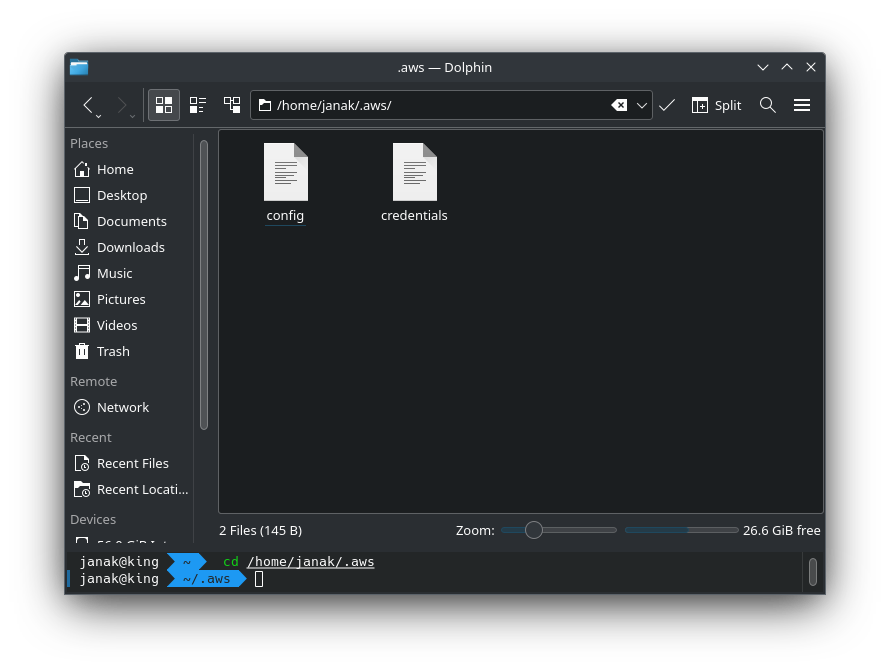 .aws — Dolphin
/home/janak/.aws/
Split
Places
Home
Desktop
Documents
Downloads
Music
Pictures
Videos
Trash
Remote
Network
Recent
Recent Files
Recent Locati...
Devices
config
credentials
2 Files (145 B)
Zoom:
26.6 GiB free
janak@king ~ cd /home/janak/.aws
janak@king ~/.aws